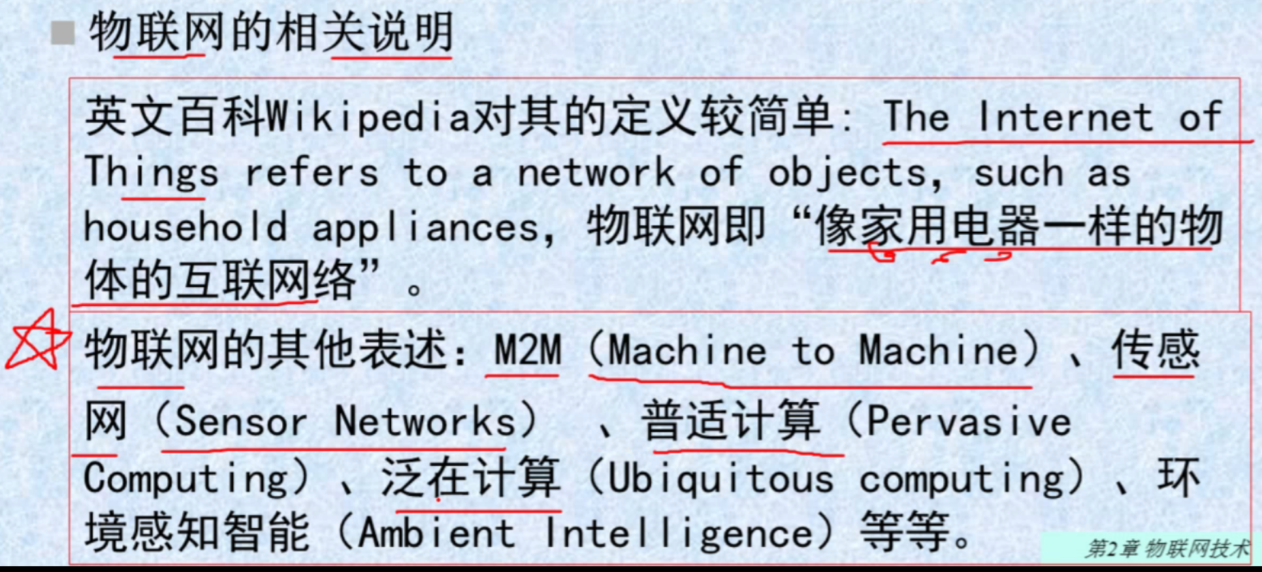 物联网的相关说明
英文百科Wikipedia对其的定义较简单: The Internet of
Things refers to a network of objects, such as
household appliances, 物联网即“像家用电器一样的物
体的互联网络”。
物联网的其他表述：M2M（Machine to Machine）、传感
网（Sensor Networks） 、普适计算（Pervasive
Computing）、泛在计算（Ubiquitous computing）、环
境感知智能（Ambient Intelligence）等等。
第2章 物联网技术